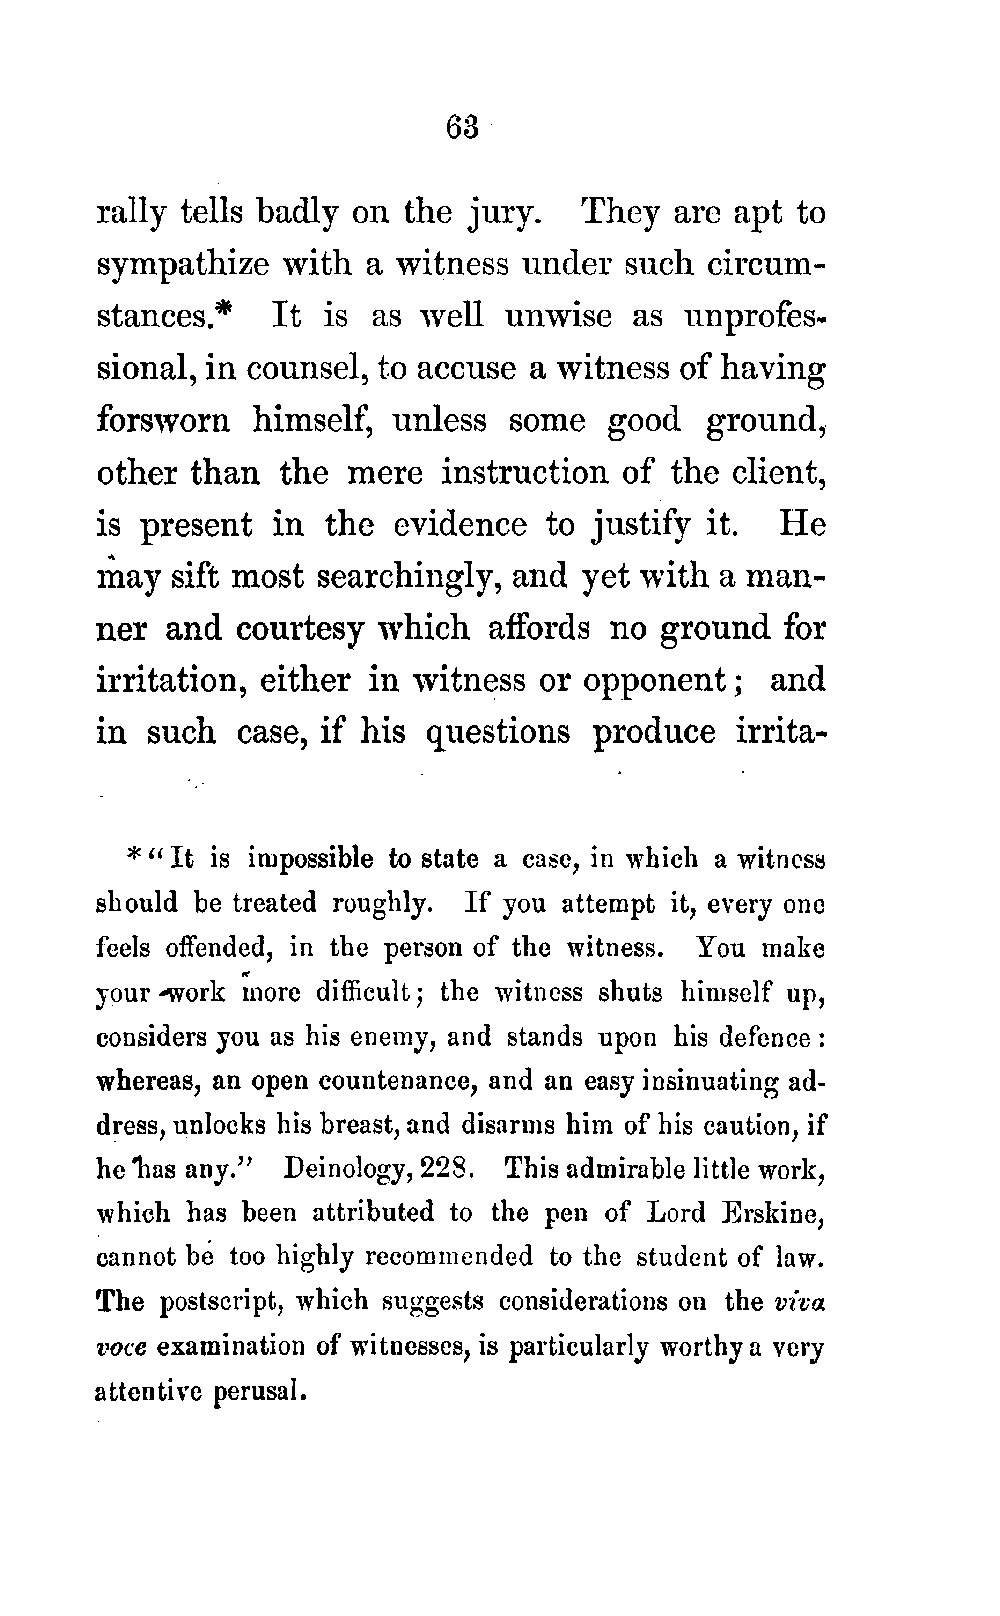 63
rally tells badly on the jury. They are apt to
sympathize with a witness under such circum-
stances.* It is as well unwise as unprofes-
sional, in counsel, to accuse a witness of having
forsworn himself, unless some good ground,
other than the mere instruction of the client,
is present in the evidence to justify it. He
may sift most searchingly, and yet with a man-
ner and courtesy which affords no ground for
irritation, either in witness or opponent; and
in such case, if his questions produce irrita-
*"It is impossible to state a case, in which a witness
should be treated roughly. If you attempt it, every one
feels offended, in the person of the witness. You make
your work more difficult; the witness shuts himself up,
considers you as his enemy, and stands upon his defence:
whereas, an open countenance, and an easy insinuating ad-
dress, unlocks his breast, and disarms him of his caution, if
he has any." Deinology, 228. This admirable little work,
which has been attributed to the pen of Lord Erskine,
cannot be too highly recommended to the student of law.
The postscript, which suggests considerations on the viva
voce examination of witnesses, is particularly worthy a very
attentive perusal.